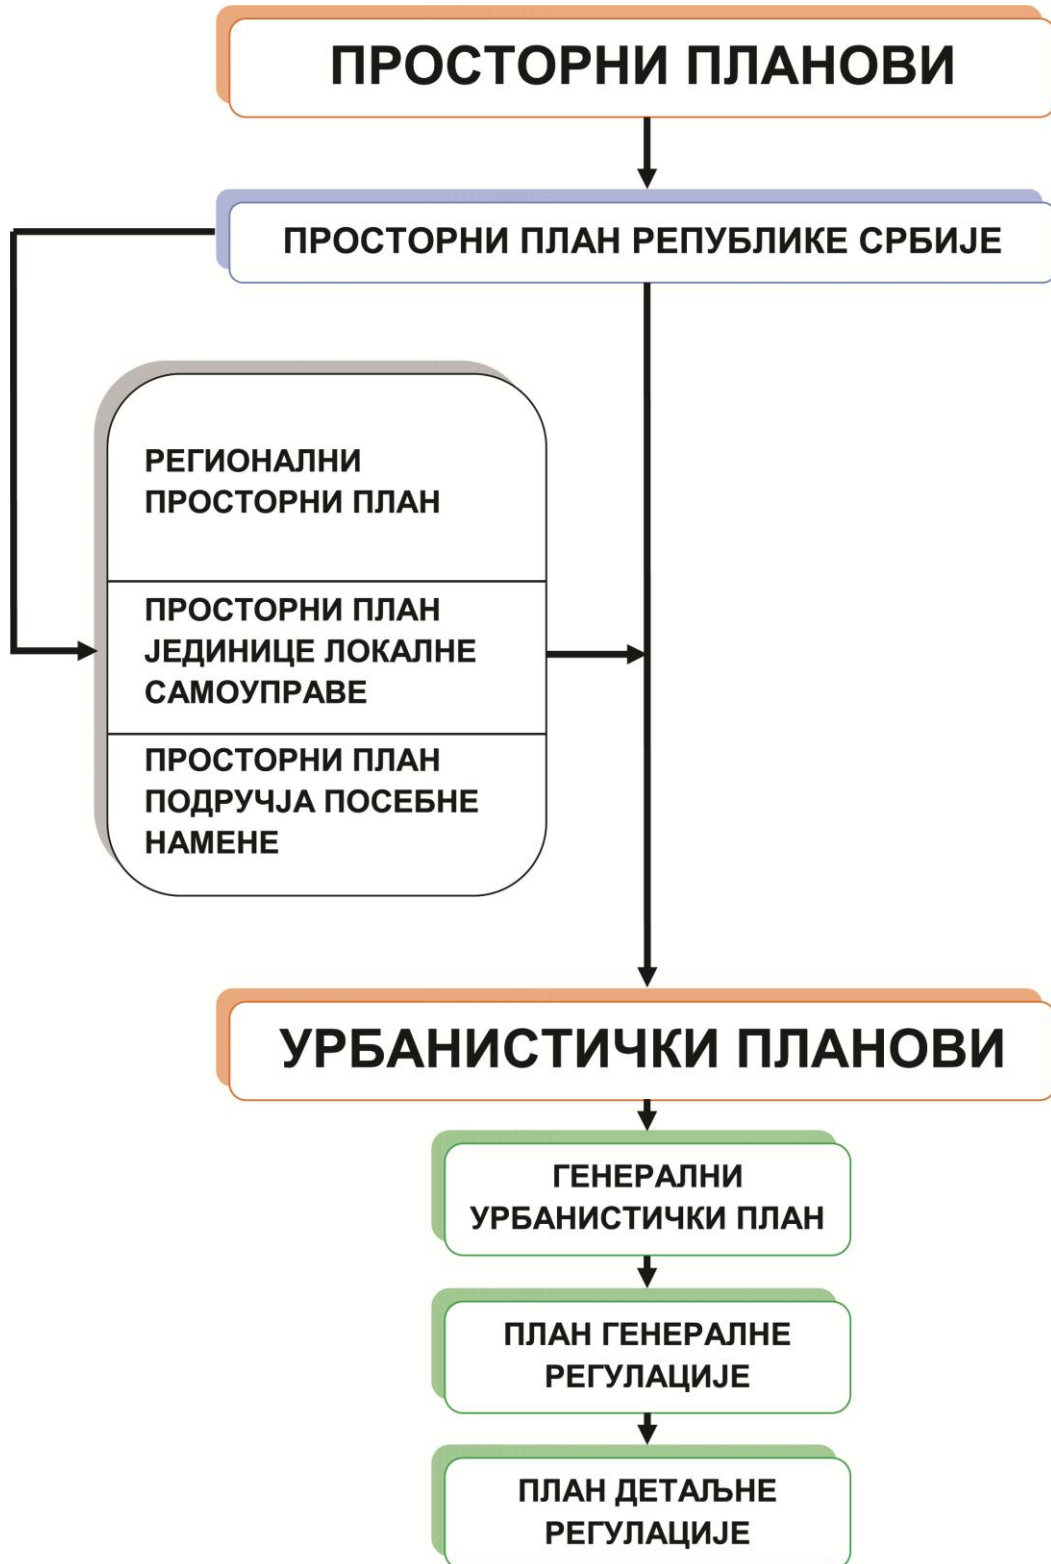 ПРОСТОРНИ ПЛАНОВИ
ПРОСТОРНИ ПЛАН РЕПУБЛИКЕ СРБИЈЕ
РЕГИОНАЛНИ
ПРОСТОРНИ ПЛАН
ПРОСТОРНИ ПЛАН
ЈЕДИНИЦЕ ЛОКАЛНЕ
САМОУПРАВЕ
ПРОСТОРНИ ПЛАН
ПОДРУЧЈА ПОСЕБНЕ
НАМЕНЕ
УРБАНИСТИЧКИ ПЛАНОВИ
ГЕНЕРАЛНИ
УРБАНИСТИЧКИ ПЛАН
ПЛАН ГЕНЕРАЛНЕ
РЕГУЛАЦИЈЕ
ПЛАН ДЕТАЉНЕ
РЕГУЛАЦИЈЕ